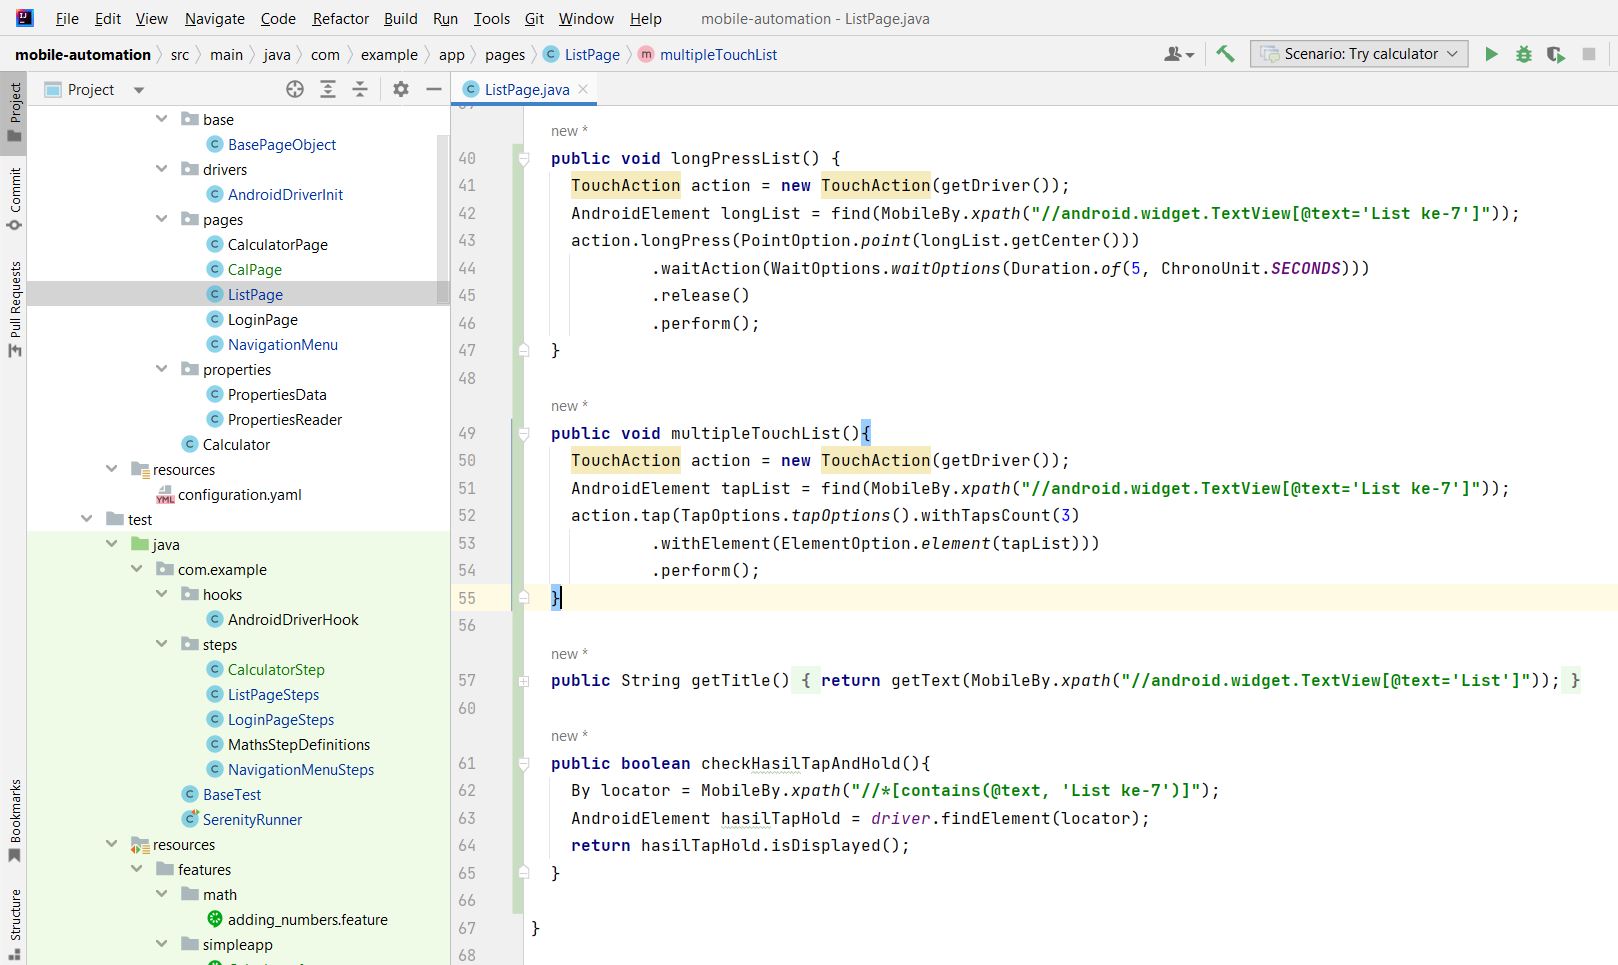 File Edit View Navigate Code Refactor Build Run Tools Git Window Help mobile-automation - ListPage.java
mobile-automation src main java com example app pages ListPage multipleTouchList Scenario: Try calculator
Project
ListPage.java
Project
Commit
Pull Requests
Bookmarks
Structure
base
BasePageObject
drivers
AndroidDriverInit
pages
CalculatorPage
CalPage
ListPage
LoginPage
NavigationMenu
properties
PropertiesData
PropertiesReader
Calculator
resources
configuration.yaml
test
java
com.example
hooks
AndroidDriverHook
steps
CalculatorStep
ListPageSteps
LoginPageSteps
MathsStepDefinitions
NavigationMenuSteps
BaseTest
SerenityRunner
resources
features
math
adding_numbers.feature
simpleapp
new *
40 public void longPressList() {
41 TouchAction action = new TouchAction(getDriver());
42 AndroidElement longList = find(MobileBy.xpath("//android.widget.TextView[@text='List ke-7']"));
43 action.longPress(PointOption.point(longList.getCenter()))
44 .waitAction(WaitOptions.waitOptions(Duration.of(5, ChronoUnit.SECONDS)))
45 .release()
46 .perform();
47 }
48
new *
49 public void multipleTouchList(){
50 TouchAction action = new TouchAction(getDriver());
51 AndroidElement tapList = find(MobileBy.xpath("//android.widget.TextView[@text='List ke-7']"));
52 action.tap(TapOptions.tapOptions().withTapsCount(3)
53 .withElement(ElementOption.element(tapList)))
54 .perform();
55 }
56
new *
57 public String getTitle() { return getText(MobileBy.xpath("//android.widget.TextView[@text='List']")); }
60
new *
61 public boolean checkHasilTapAndHold(){
62 By locator = MobileBy.xpath("//*[contains(@text, 'List ke-7')]");
63 AndroidElement hasilTapHold = driver.findElement(locator);
64 return hasilTapHold.isDisplayed();
65 }
66
67 }
68